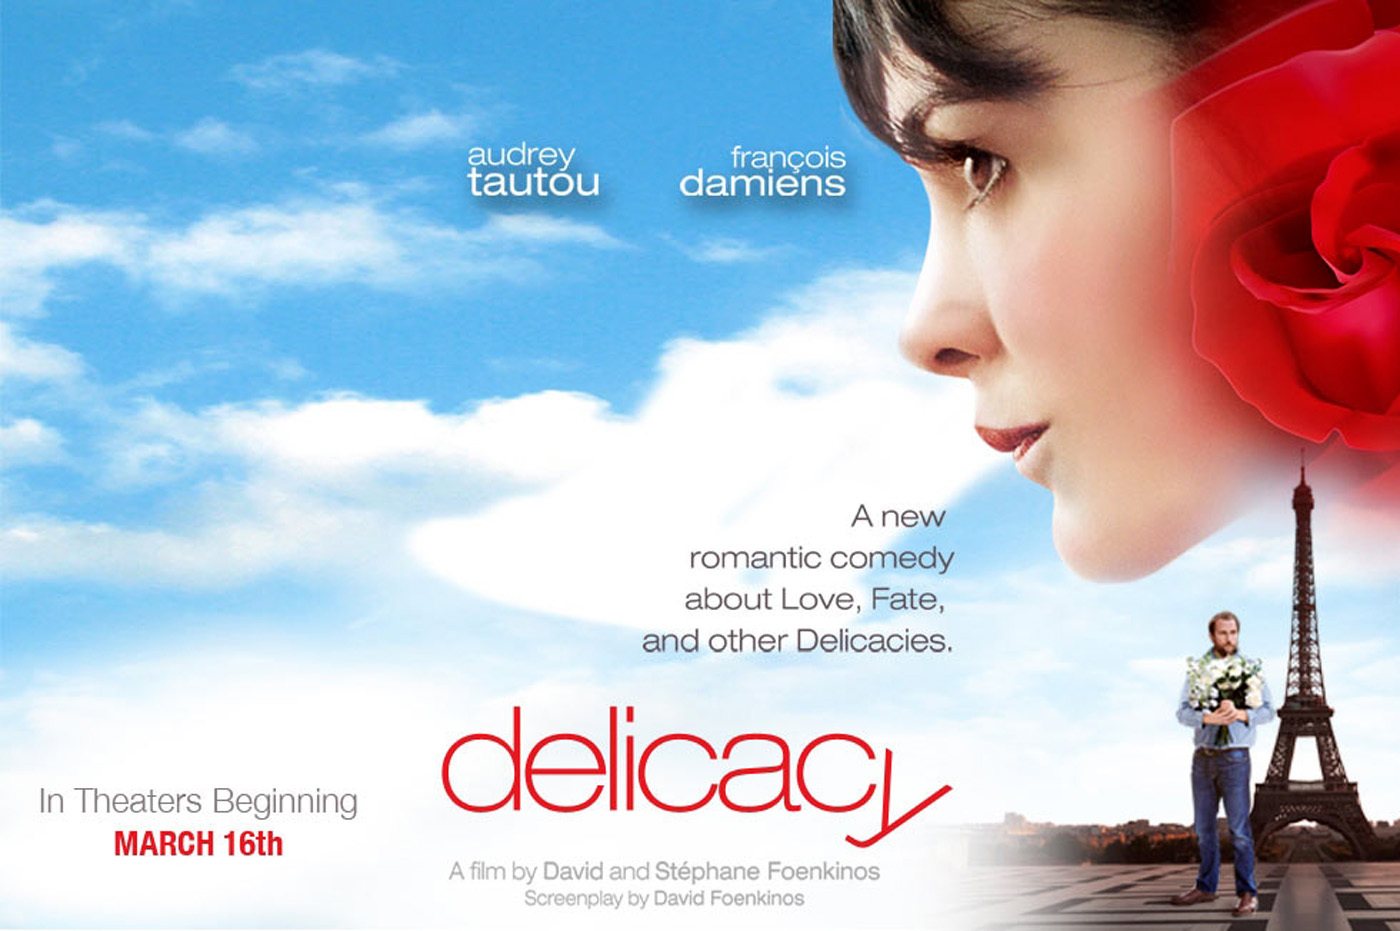 audrey
tautou
françois
damiens
A new
romantic comedy
about Love, Fate,
and other Delicacies.
delicacy
In Theaters Beginning
MARCH 16th
A film by David and Stéphane Foenkinos
Screenplay by David Foenkinos